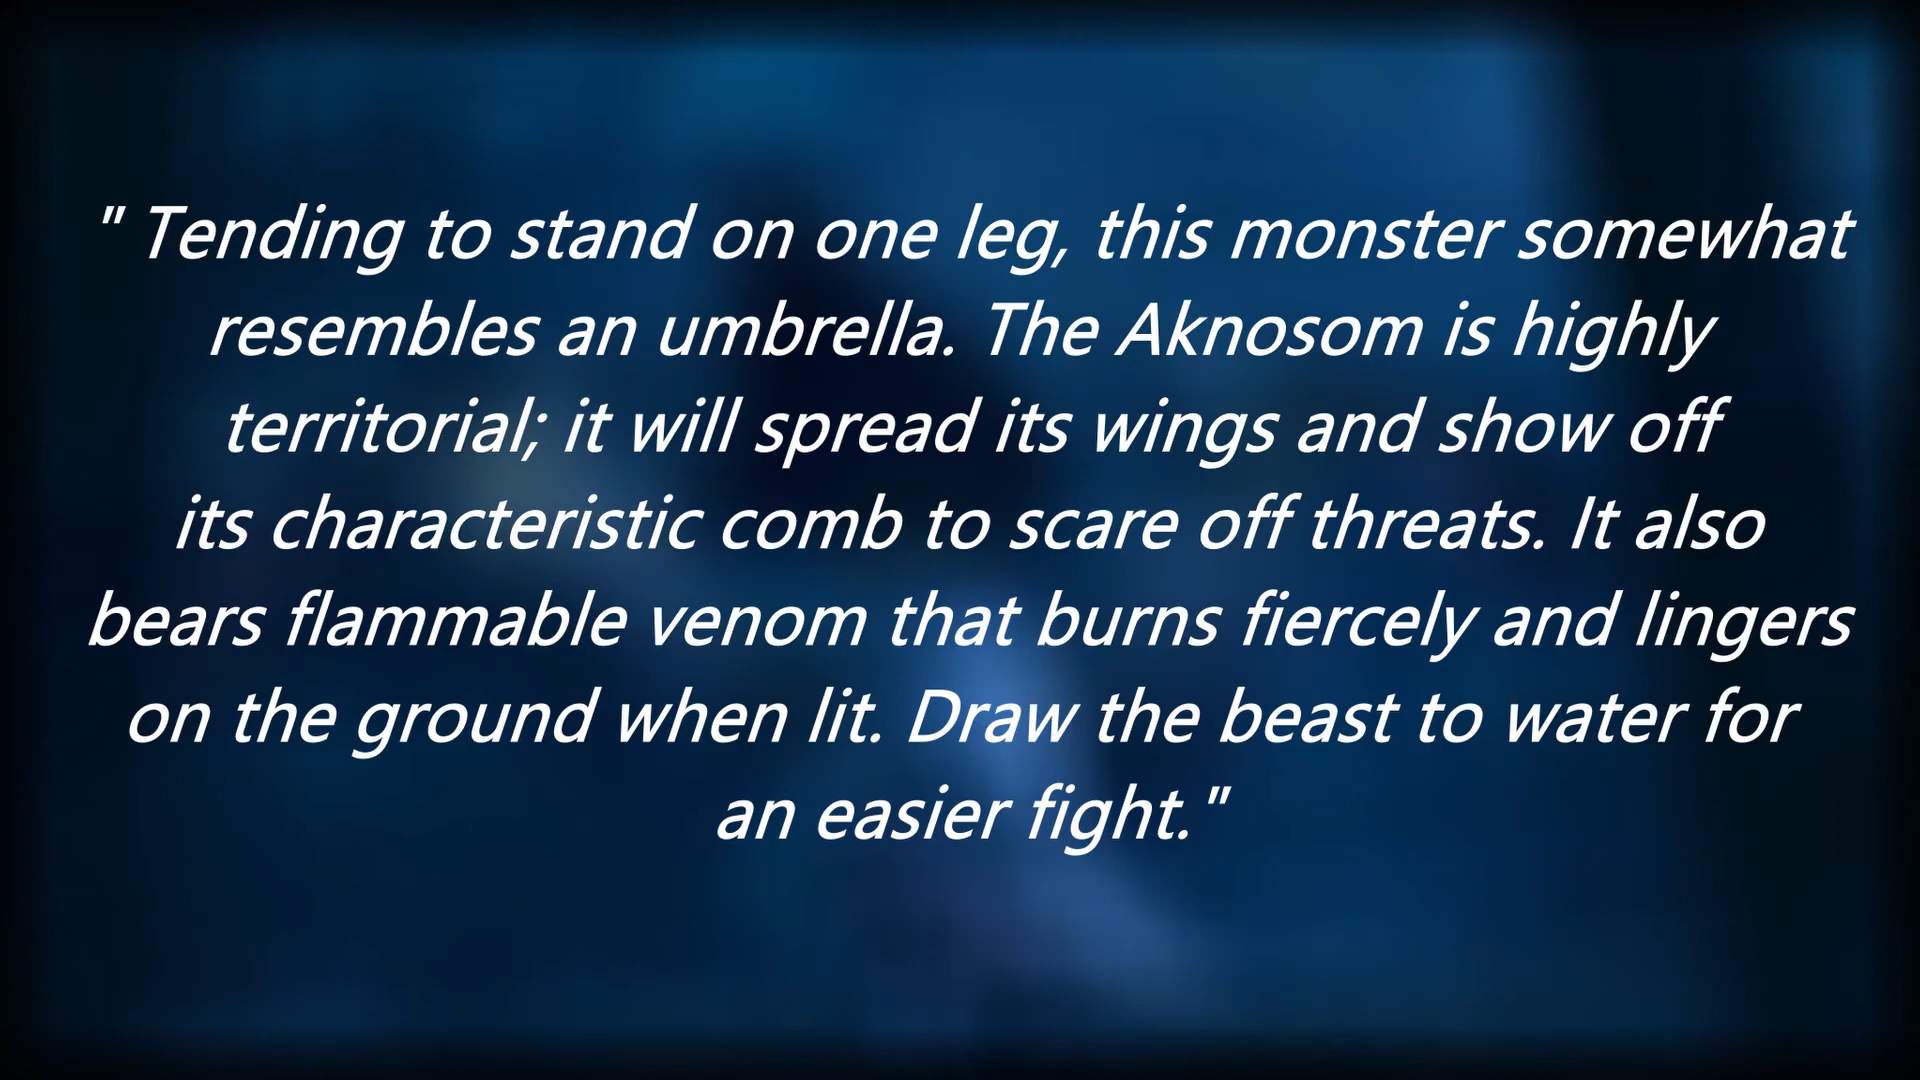 " Tending to stand on one leg, this monster somewhat
resembles an umbrella. The Aknosom is highly
territorial; it will spread its wings and show off
its characteristic comb to scare off threats. It also
bears flammable venom that burns fiercely and lingers
on the ground when lit. Draw the beast to water for
an easier fight."